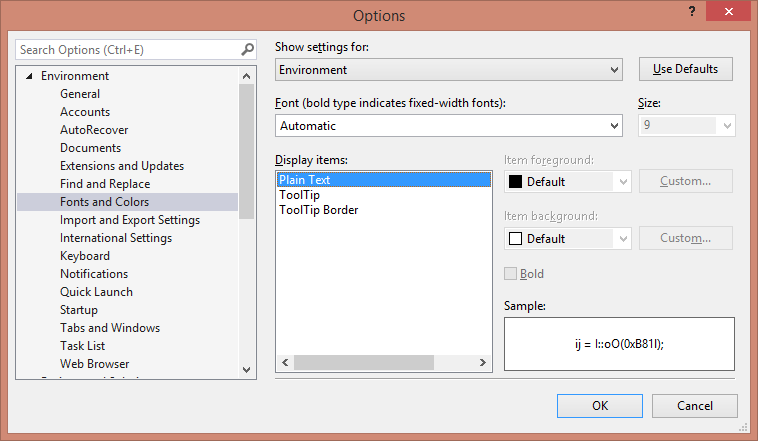 Options
?
Search Options (Ctrl+E)
Environment
General
Accounts
AutoRecover
Documents
Extensions and Updates
Find and Replace
Fonts and Colors
Import and Export Settings
International Settings
Keyboard
Notifications
Quick Launch
Startup
Tabs and Windows
Task List
Web Browser
Show settings for:
Environment
Use Defaults
Font (bold type indicates fixed-width fonts):
Size:
Automatic
9
Display items:
Plain Text
ToolTip
ToolTip Border
Item foreground:
Default
Custom...
Item background:
Default
Custom...
Bold
Sample:
ij = I::oO(0xB81l);
OK
Cancel